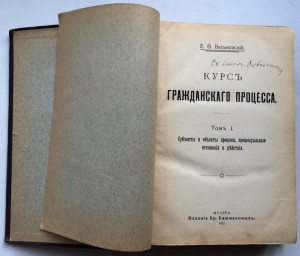 Е. В. Васьковскій.
КУРСЪ
ГРАЖДАНСКАГО ПРОЦЕССА.
Томъ I.
Субъекты и объекты процесса, процессуальныя
отношенія и дѣйствія.
МОСКВА.
Изданіе Бр. Башмаковыхъ.